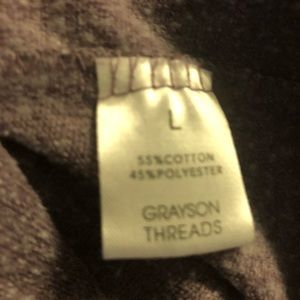 L
55%COTTON
45%POLYESTER
GRAYSON
THREADS